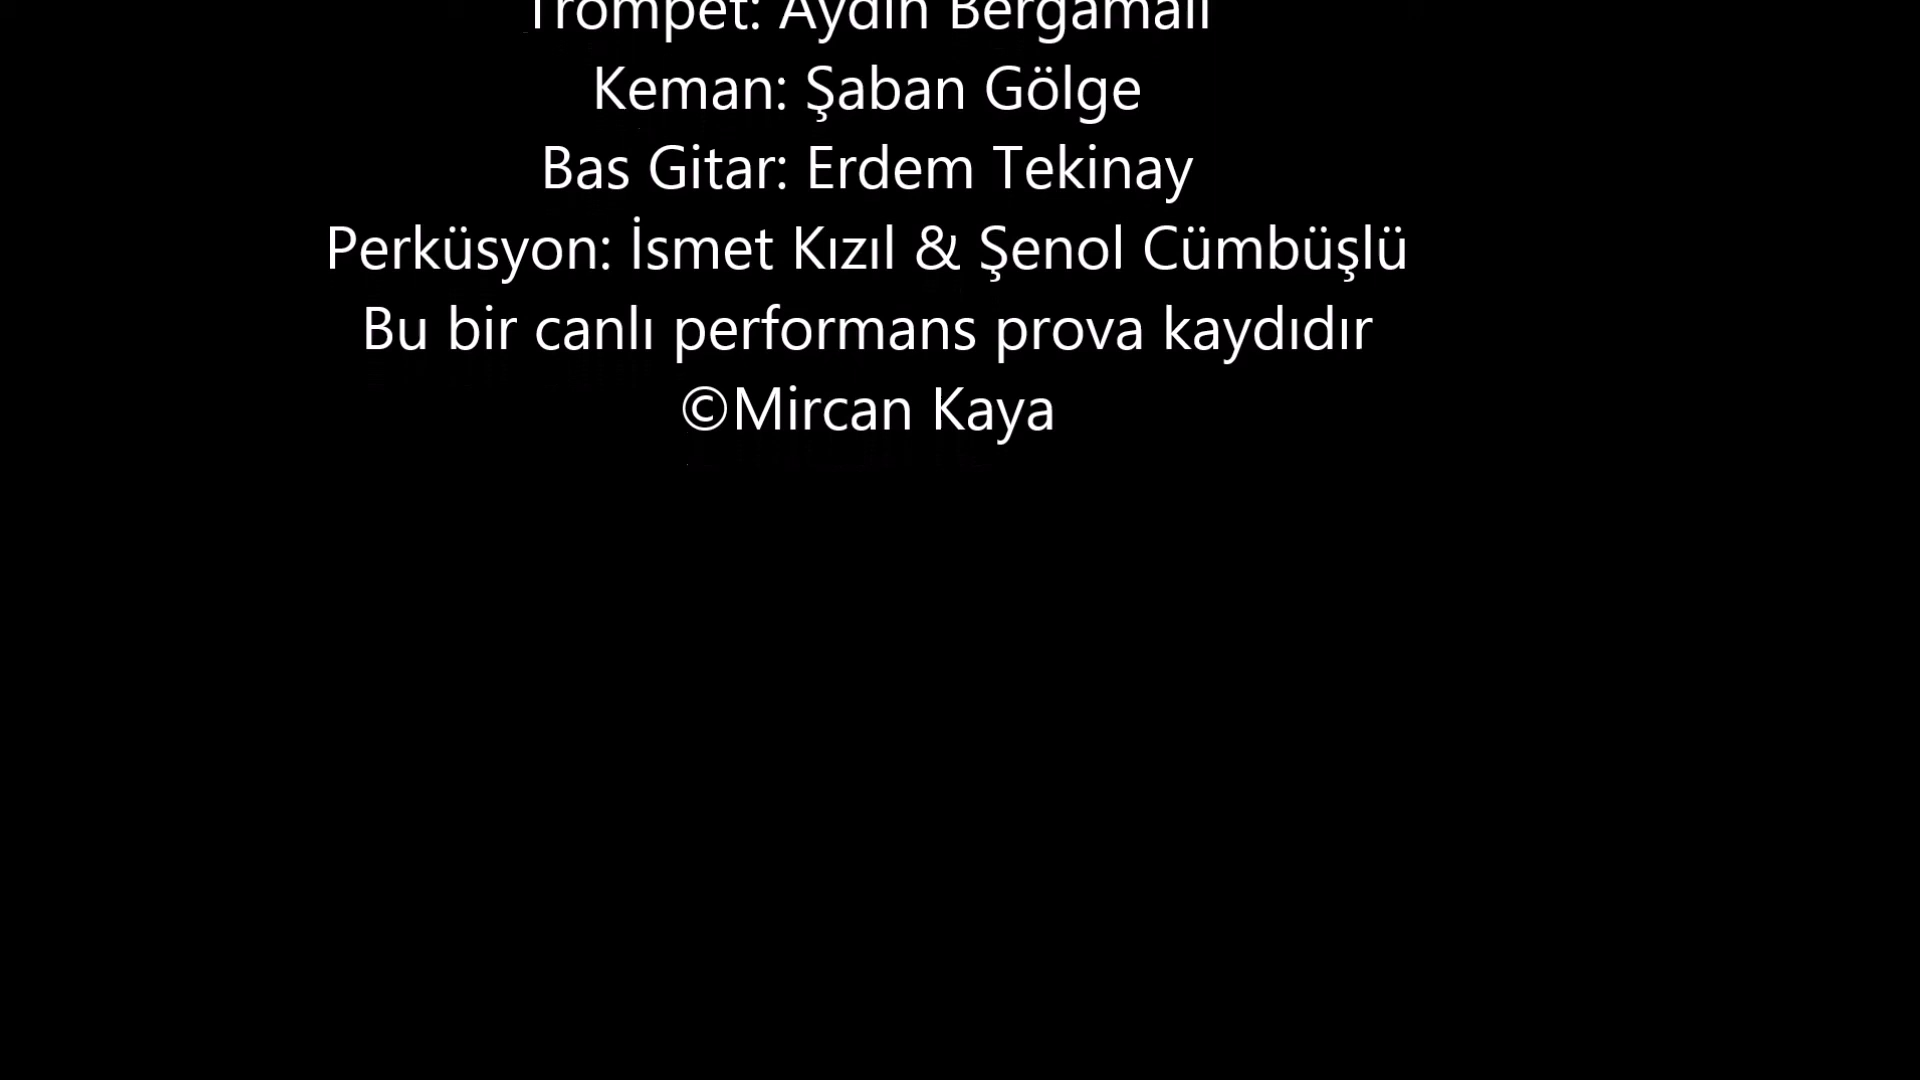 Trompet: Aydın Bergamalı
Keman: Şaban Gölge
Bas Gitar: Erdem Tekinay
Perküsyon: İsmet Kızıl & Şenol Cümbüşlü
Bu bir canlı performans prova kaydıdır
©Mircan Kaya